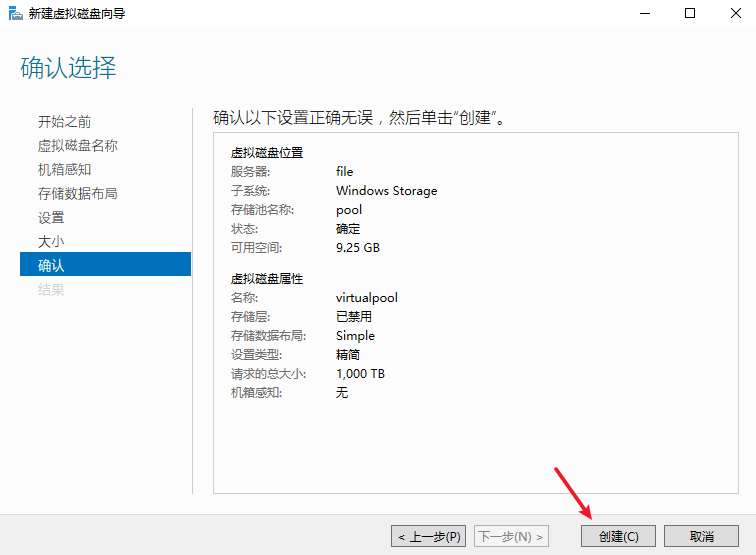 新建虚拟磁盘向导
确认选择
开始之前
虚拟磁盘名称
机箱感知
存储数据布局
设置
大小
确认
结果
确认以下设置正确无误，然后单击“创建”。
虚拟磁盘位置
服务器: file
子系统: Windows Storage
存储池名称: pool
状态: 确定
可用空间: 9.25 GB
虚拟磁盘属性
名称: virtualpool
存储层: 已禁用
存储数据布局: Simple
设置类型: 精简
请求的总大小: 1,000 TB
机箱感知: 无
< 上一步(P) 下一步(N) > 创建(C) 取消